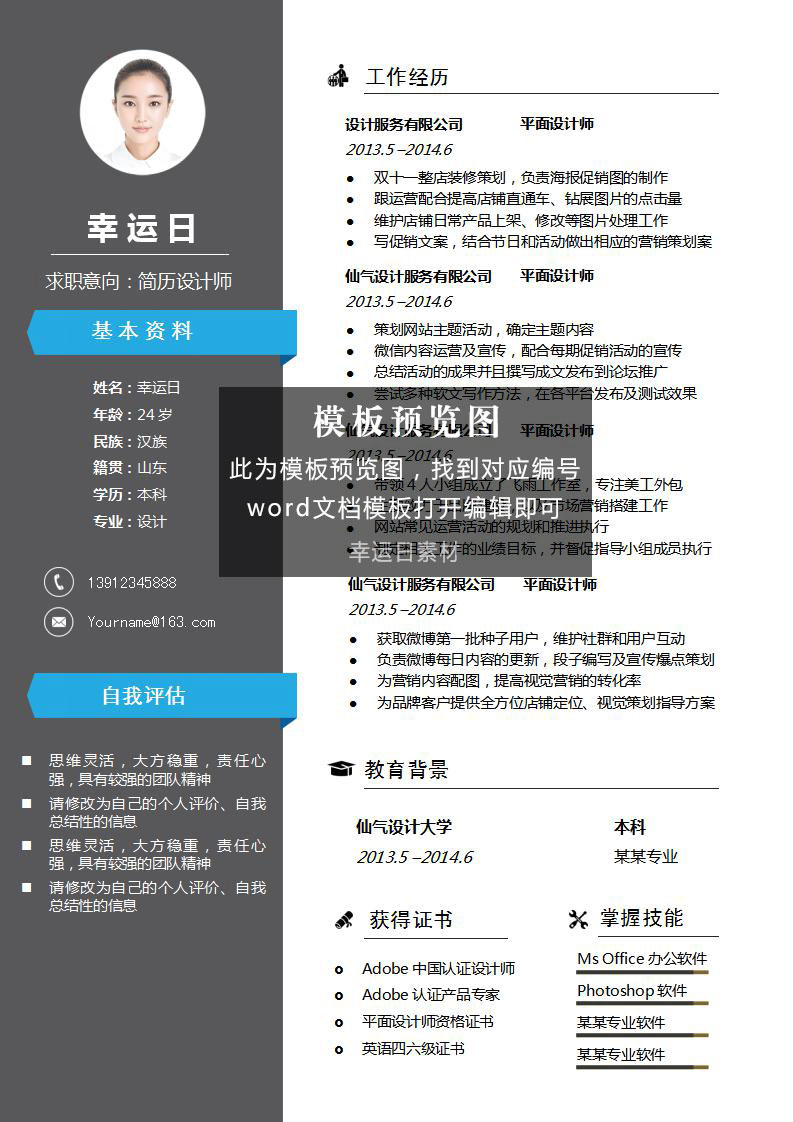 幸运日
求职意向：简历设计师
基本资料
姓名：幸运日
年龄：24 岁
民族：汉族
籍贯：山东
学历：本科
专业：设计
13912345888
Yourname@163.com
自我评估
思维灵活，大方稳重，责任心
强，具有较强的团队精神
请修改为自己的个人评价、自我
总结性的信息
思维灵活，大方稳重，责任心
强，具有较强的团队精神
请修改为自己的个人评价、自我
总结性的信息
工作经历
设计服务有限公司 平面设计师
2013.5 –2014.6
双十一整店装修策划，负责海报促销图的制作
跟运营配合提高店铺直通车、钻展图片的点击量
维护店铺日常产品上架、修改等图片处理工作
写促销文案，结合节日和活动做出相应的营销策划案
仙气设计服务有限公司 平面设计师
2013.5 –2014.6
策划网站主题活动，确定主题内容
微信内容运营及宣传，配合每期促销活动的宣传
总结活动的成果并且撰写成文发布到论坛推广
尝试多种软文写作方法，在各平台发布及测试效果
仙气设计服务有限公司 平面设计师
2013.5 –2014.6
带领 4 人小组成立了飞雨工作室，专注美工外包
市场营销搭建工作
网站常见运营活动的规划和推进执行
的业绩目标，并督促指导小组成员执行
模板预览图
此为模板预览图，找到对应编号
word文档模板打开编辑即可
幸运日素材
仙气设计服务有限公司 平面设计师
2013.5 –2014.6
获取微博第一批种子用户，维护社群和用户互动
负责微博每日内容的更新，段子编写及宣传爆点策划
为营销内容配图，提高视觉营销的转化率
为品牌客户提供全方位店铺定位、视觉策划指导方案
教育背景
仙气设计大学 本科
2013.5 –2014.6 某某专业
获得证书
Adobe 中国认证设计师
Adobe 认证产品专家
平面设计师资格证书
英语四六级证书
掌握技能
Ms Office 办公软件
Photoshop 软件
某某专业软件
某某专业软件